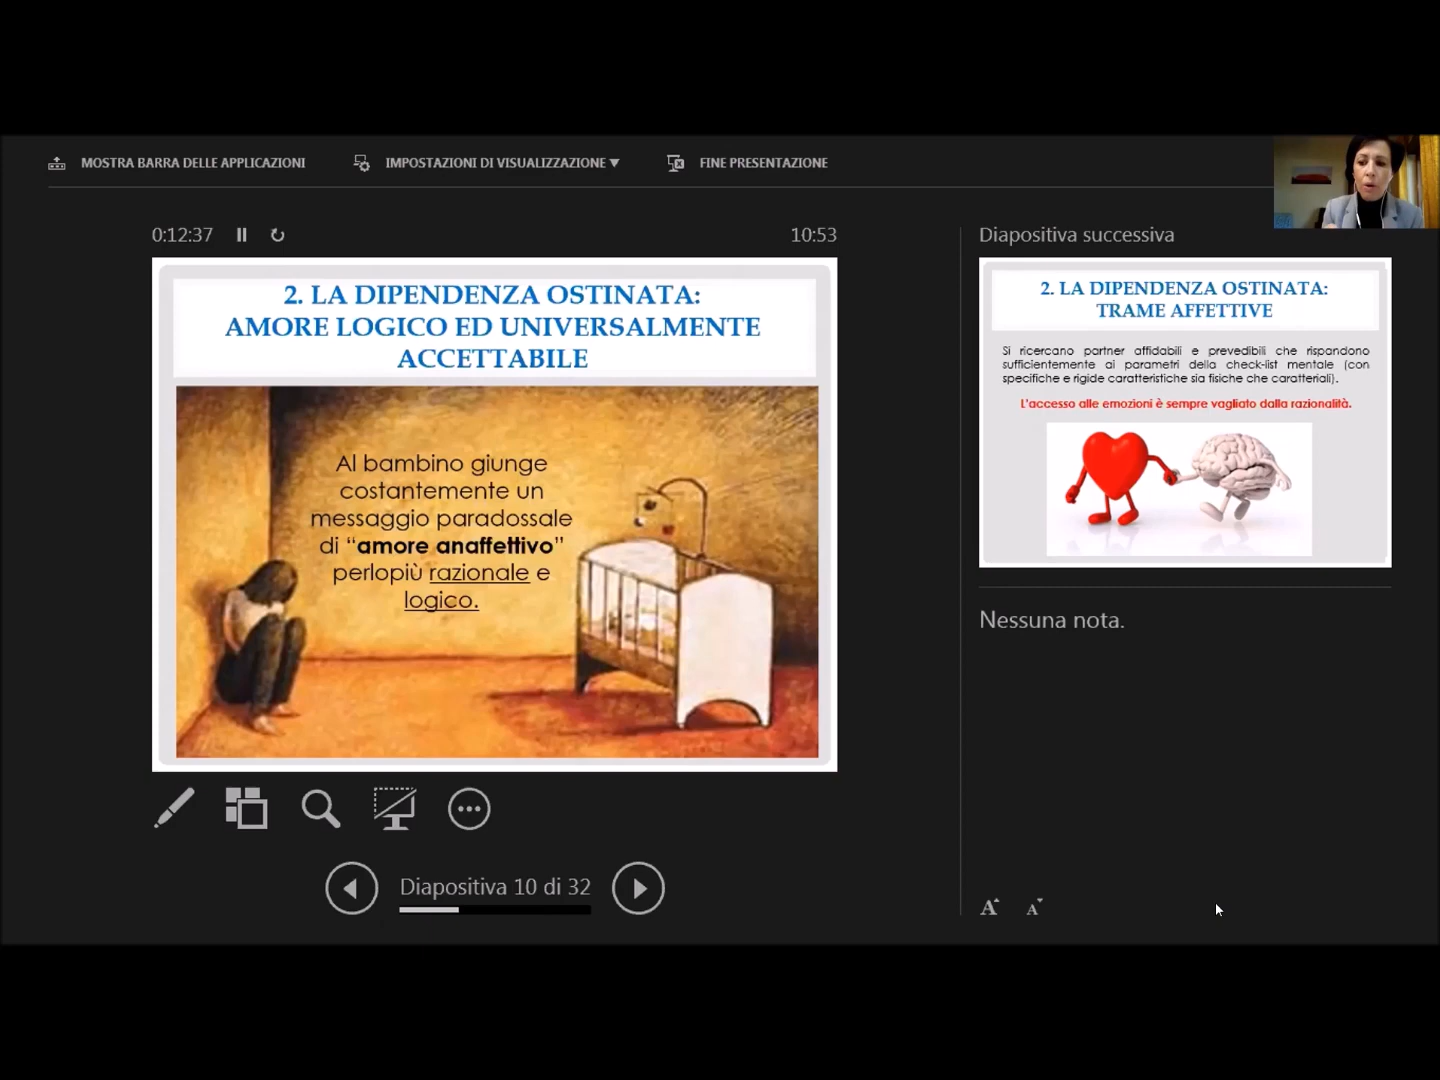 MOSTRA BARRA DELLE APPLICAZIONI
IMPOSTAZIONI DI VISUALIZZAZIONE ▼
FINE PRESENTAZIONE
0:12:37
10:53
2. LA DIPENDENZA OSTINATA:
AMORE LOGICO ED UNIVERSALMENTE
ACCETTABILE
Al bambino giunge
costantemente un
messaggio paradossale
di “amore anaffettivo”
perlopiù razionale e
logico.
Diapositiva 10 di 32
Diapositiva successiva
2. LA DIPENDENZA OSTINATA:
TRAME AFFETTIVE
Si ricercano partner affidabili e prevedibili che rispandono
sufficientemente ai parametri della check-list mentale (con
specifiche e rigide caratteristiche sia fisiche che caratteriali).
L’accesso alle emozioni è sempre vagliato dalla razionalità.
Nessuna nota.
A A